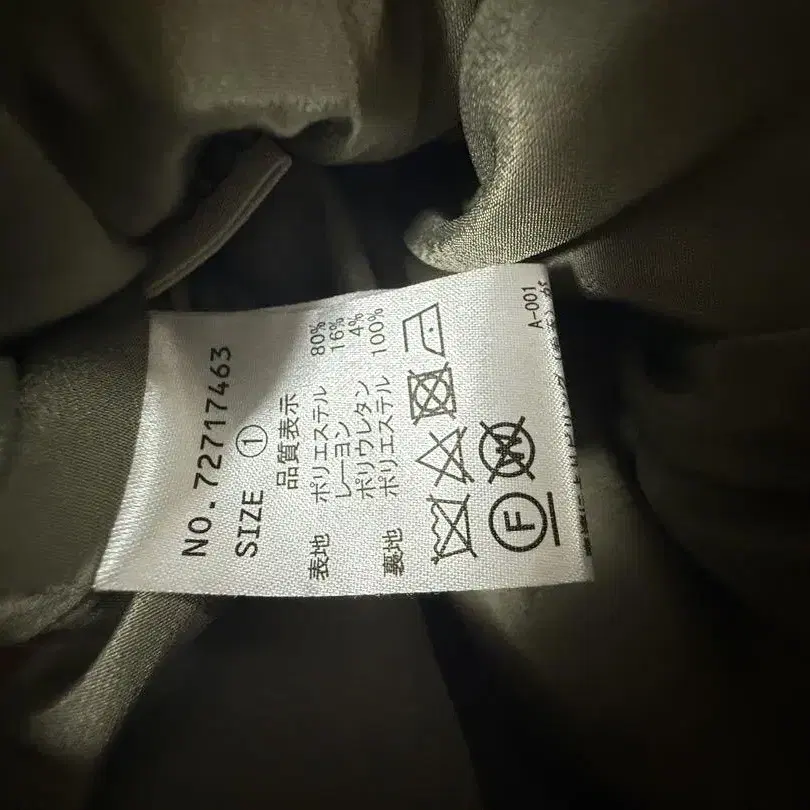 NO.72717463
SIZE ①
品質表示
表地 ポリエステル 80%
レーヨン 16%
ポリウレタン 4%
裏地 ポリエステル 100%
W
F
A-001